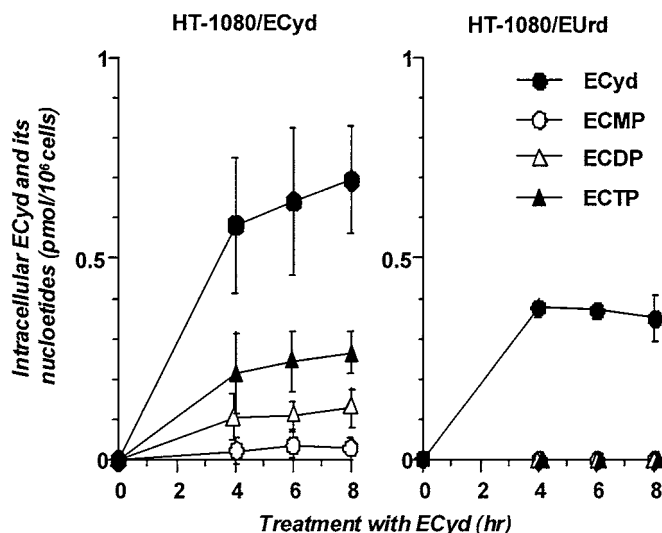 HT-1080/ECyd
HT-1080/EUrd
Intracellular ECyd and its
nucloetides (pmol/10⁶cells)
1
0.5
0
0 2 4 6 8
1
0.5
0
0 2 4 6 8
ECyd
ECMP
ECDP
ECTP
Treatment with ECyd (hr)